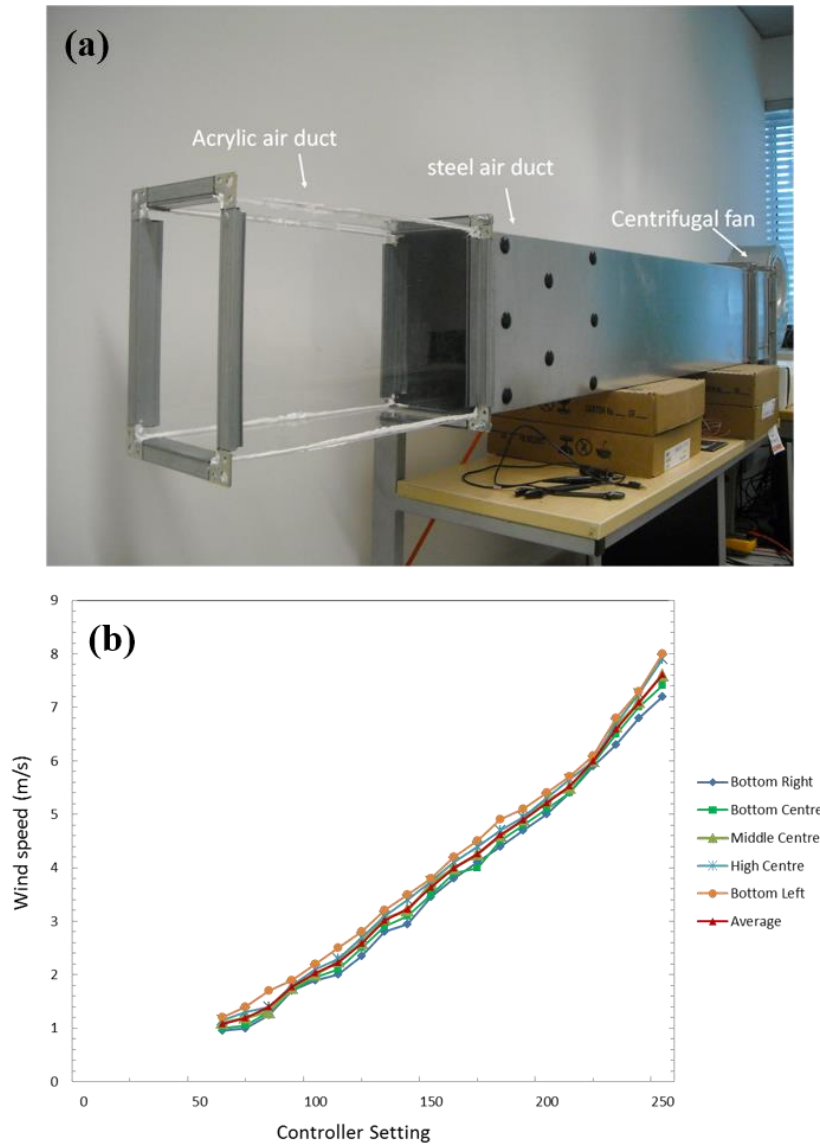 (a)
Acrylic air duct
steel air duct
Centrifugal fan
(b)
9
8
7
6
5
4
3
2
1
0
Wind speed (m/s)
0 50 100 150 200 250
Controller Setting
Bottom Right
Bottom Centre
Middle Centre
High Centre
Bottom Left
Average